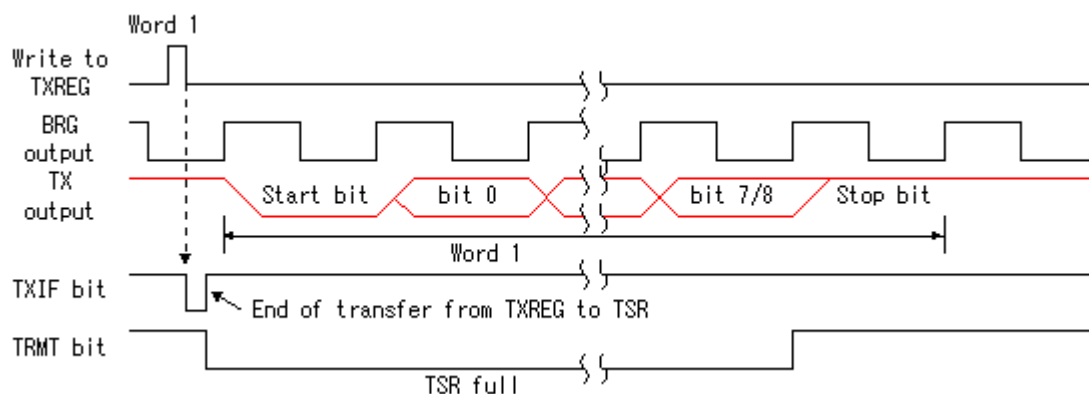 Word 1
Write to
TXREG
BRG
output
TX
output
Start bit
bit 0
bit 7/8
Stop bit
Word 1
TXIF bit
End of transfer from TXREG to TSR
TRMT bit
TSR full